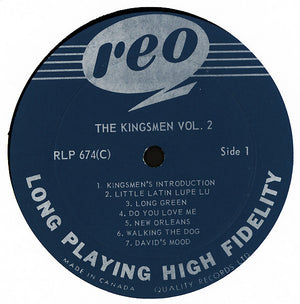 reo
THE KINGSMEN VOL. 2
RLP 674(C)
Side 1
1. KINGSMEN'S INTRODUCTION
2. LITTLE LATIN LUPE LU
3. LONG GREEN
4. DO YOU LOVE ME
5. NEW ORLEANS
6. WALKING THE DOG
7. DAVID'S MOOD
LONG PLAYING HIGH FIDELITY
MADE IN CANADA
QUALITY RECORDS LTD.